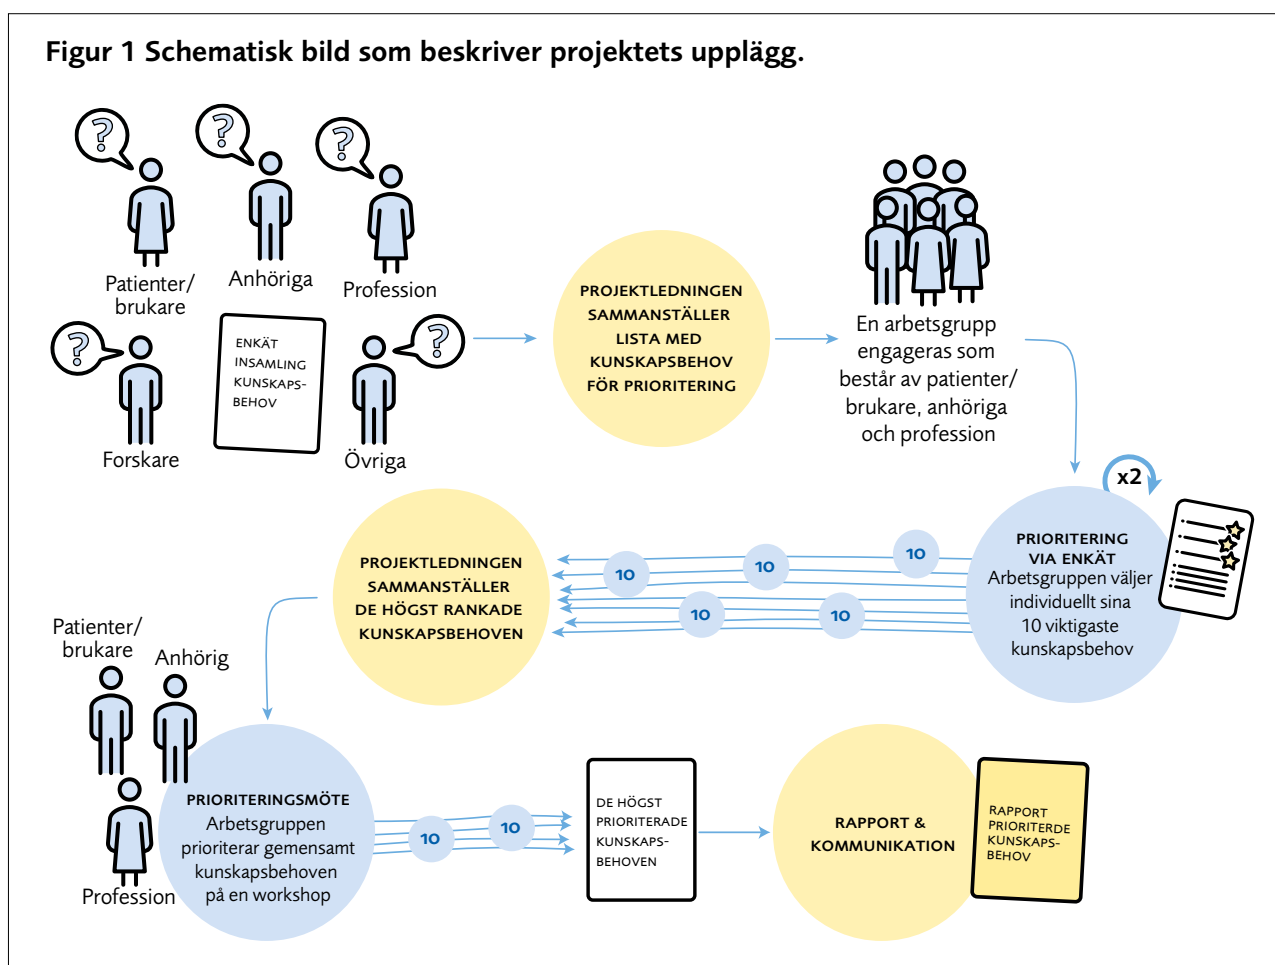 Figur 1 Schematisk bild som beskriver projektets upplägg.
?
?
?
Patienter/
brukare
Anhöriga
Profession
?
?
ENKÄT
INSAMLING
KUNSKAPS-
BEHOV
Forskare
Övriga
PROJEKTLEDNINGEN
SAMMANSTÄLLER
LISTA MED
KUNSKAPSBEHOV
FÖR PRIORITERING
En arbetsgrupp
engageras som
består av patienter/
brukare, anhöriga
och profession
x2
PRIORITERING
VIA ENKÄT
Arbetsgruppen väljer
individuellt sina
10 viktigaste
kunskapsbehov
10
10
10
10
10
PROJEKTLEDNINGEN
SAMMANSTÄLLER
DE HÖGST RANKADE
KUNSKAPSBEHOVEN
Patienter/
brukare
Anhörig
Profession
PRIORITERINGSMÖTE
Arbetsgruppen
prioriterar gemensamt
kunskapsbehoven
på en workshop
10
10
DE HÖGST
PRIORITERADE
KUNSKAPS-
BEHOVEN
RAPPORT &
KOMMUNIKATION
RAPPORT
PRIORITERDE
KUNSKAPS-
BEHOV